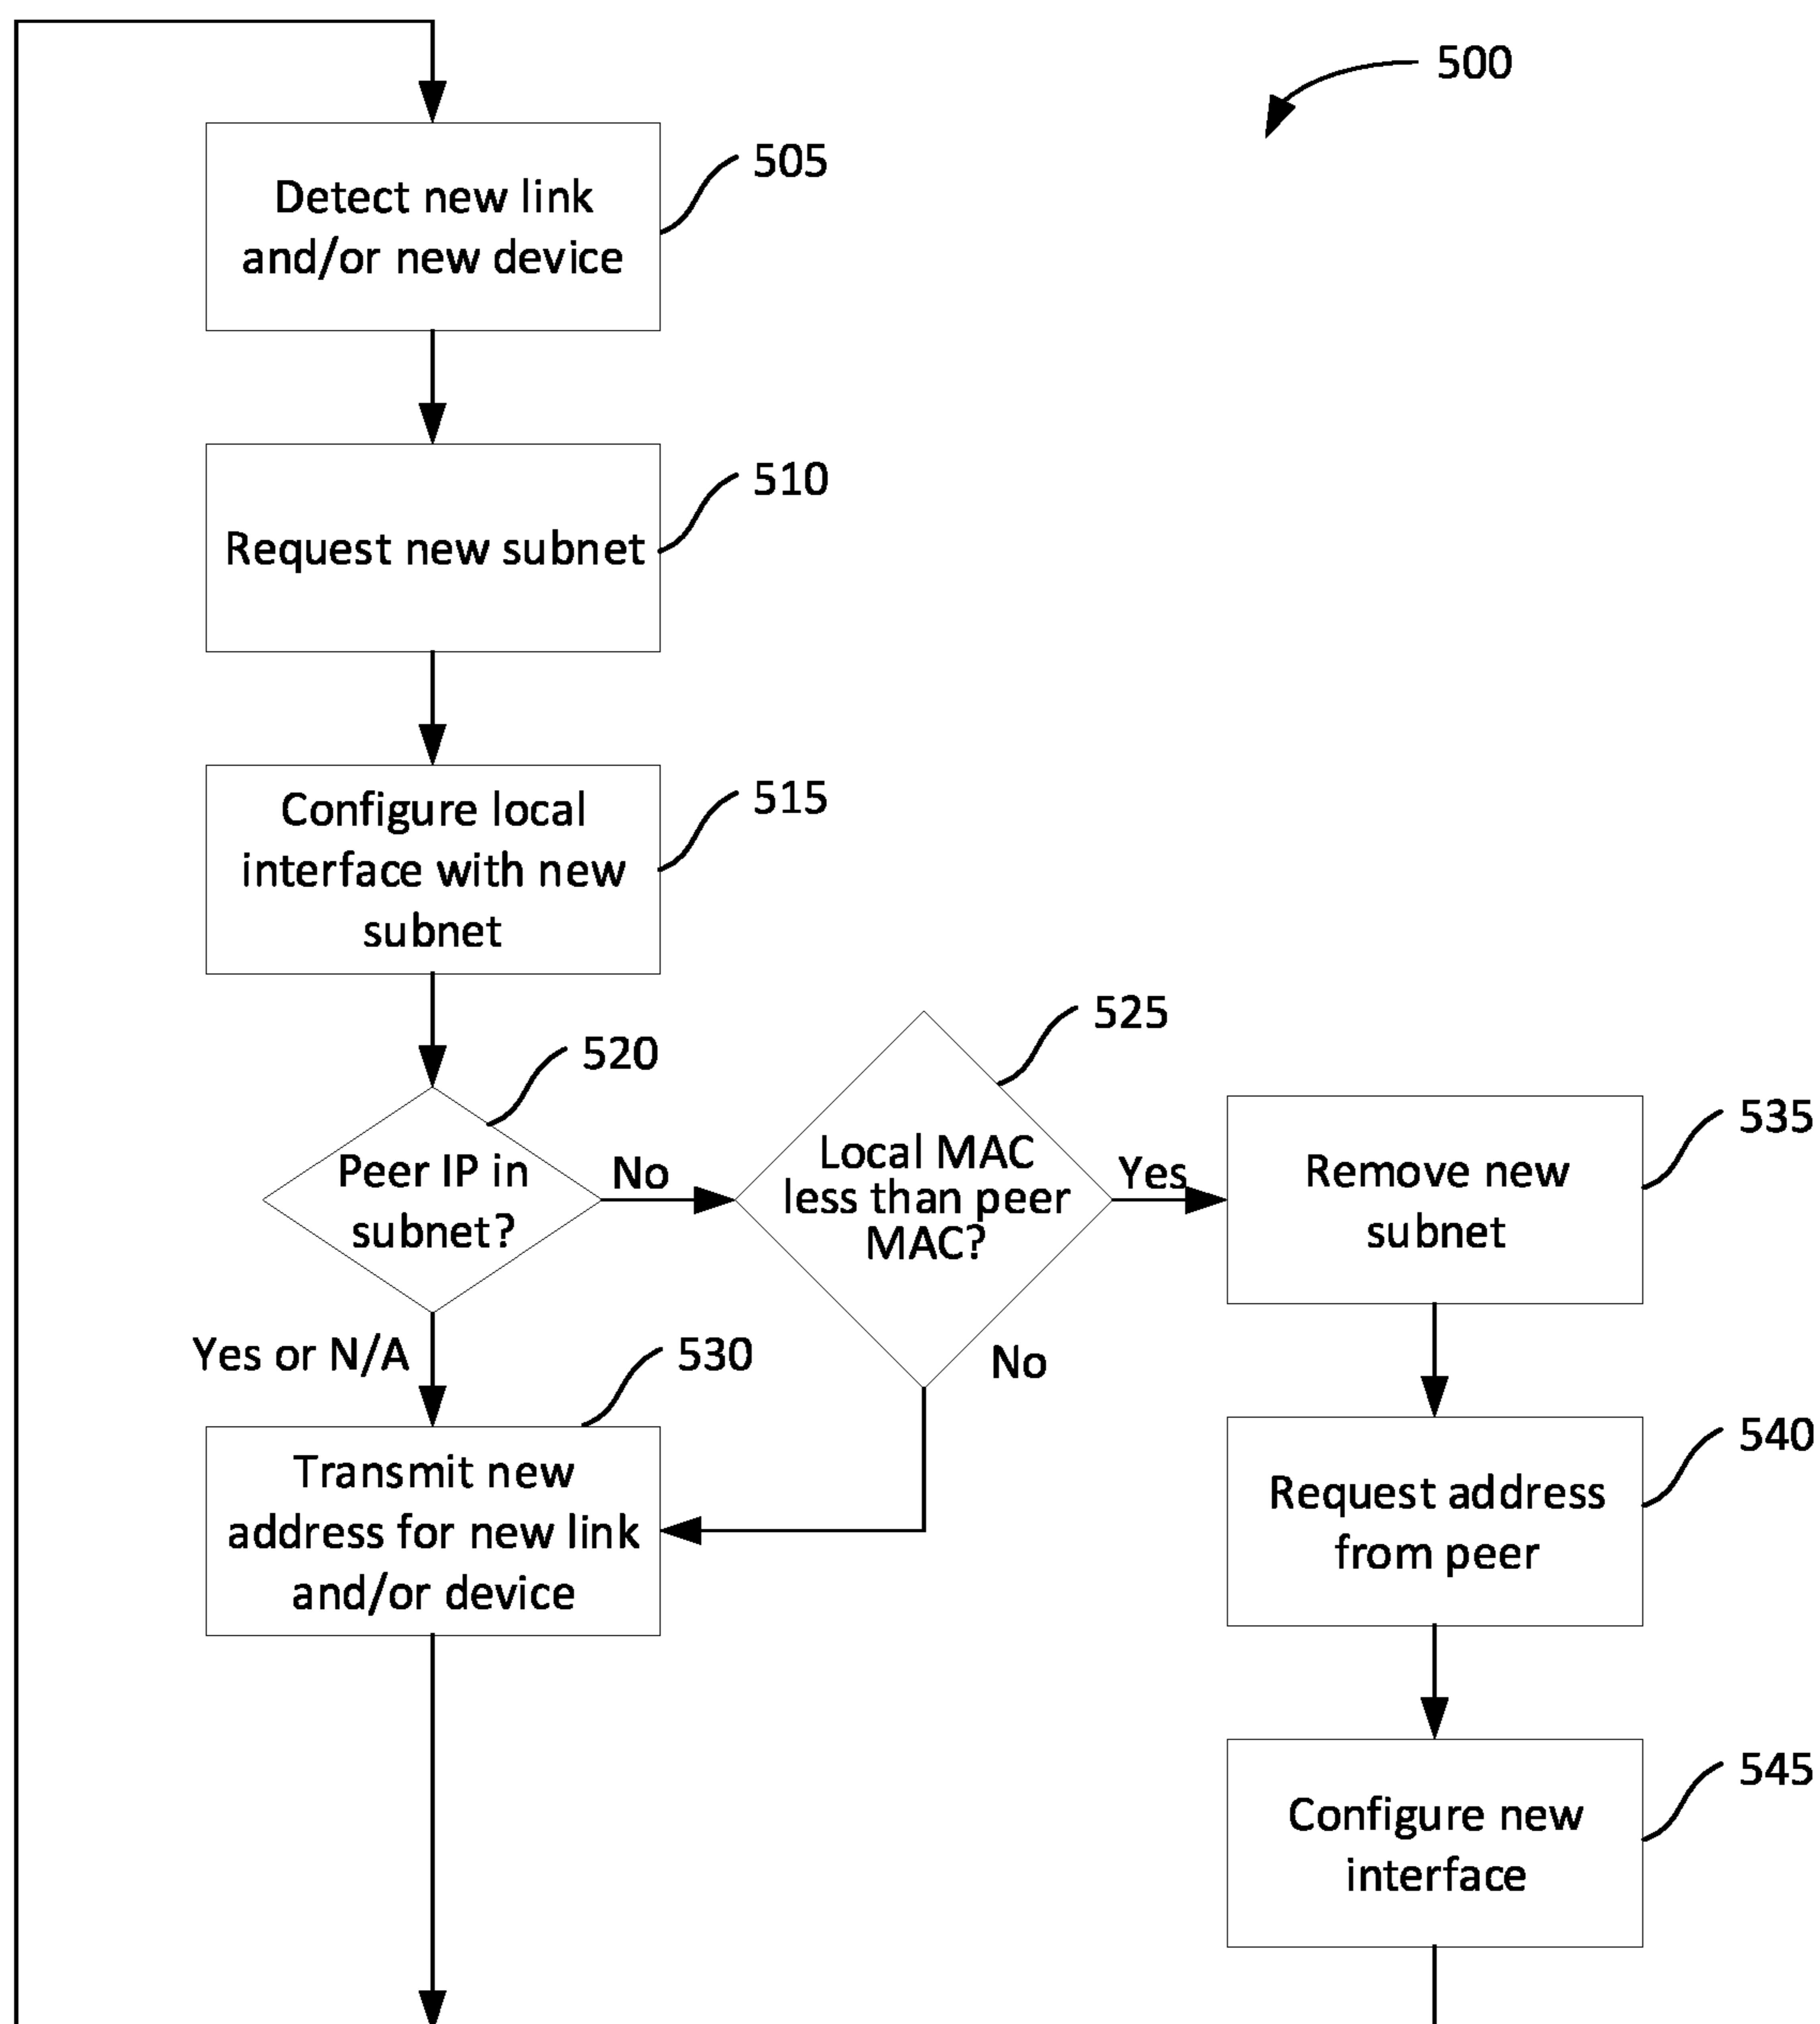 500
505
Detect new link
and/or new device
510
Request new subnet
515
Configure local
interface with new
subnet
520
Peer IP in
subnet?
No
525
Local MAC
less than peer
MAC?
Yes
535
Remove new
subnet
Yes or N/A
530
No
Transmit new
address for new link
and/or device
540
Request address
from peer
545
Configure new
interface